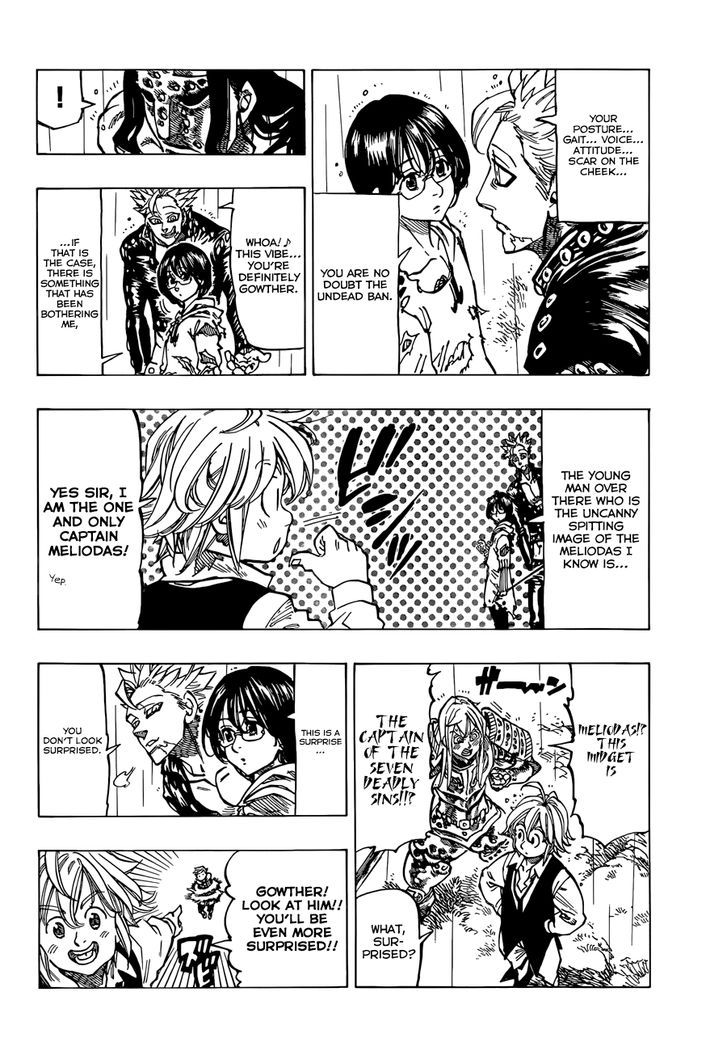 YOUR
POSTURE...
GAIT... VOICE...
ATTITUDE...
SCAR ON THE
CHEEK...
YOU ARE NO
DOUBT THE
UNDEAD BAN.
!
WHOA!♪
THIS VIBE...
YOU'RE
DEFINITELY
GOWTHER.
...IF
THAT IS
THE CASE,
THERE IS
SOMETHING
THAT HAS
BEEN
BOTHERING
ME,
THE YOUNG
MAN OVER
THERE WHO IS
THE UNCANNY
SPITTING
IMAGE OF THE
MELIODAS I
KNOW IS...
YES SIR, I
AM THE ONE
AND ONLY
CAPTAIN
MELIODAS!
Yep.
MELIODAS!?
THIS
MIDGET
IS
THE
CAPTAIN
OF THE
SEVEN
DEADLY
SINS!!?
WHAT,
SUR-
PRISED?
THIS IS A
SURPRISE
...
YOU
DON'T LOOK
SURPRISED.
GOWTHER!
LOOK AT HIM!!
YOU'LL BE
EVEN MORE
SURPRISED!!